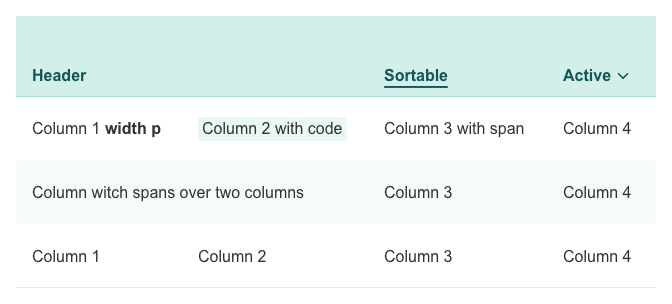 Header Sortable Active
Column 1 width p Column 2 with code Column 3 with span Column 4
Column witch spans over two columns Column 3 Column 4
Column 1 Column 2 Column 3 Column 4